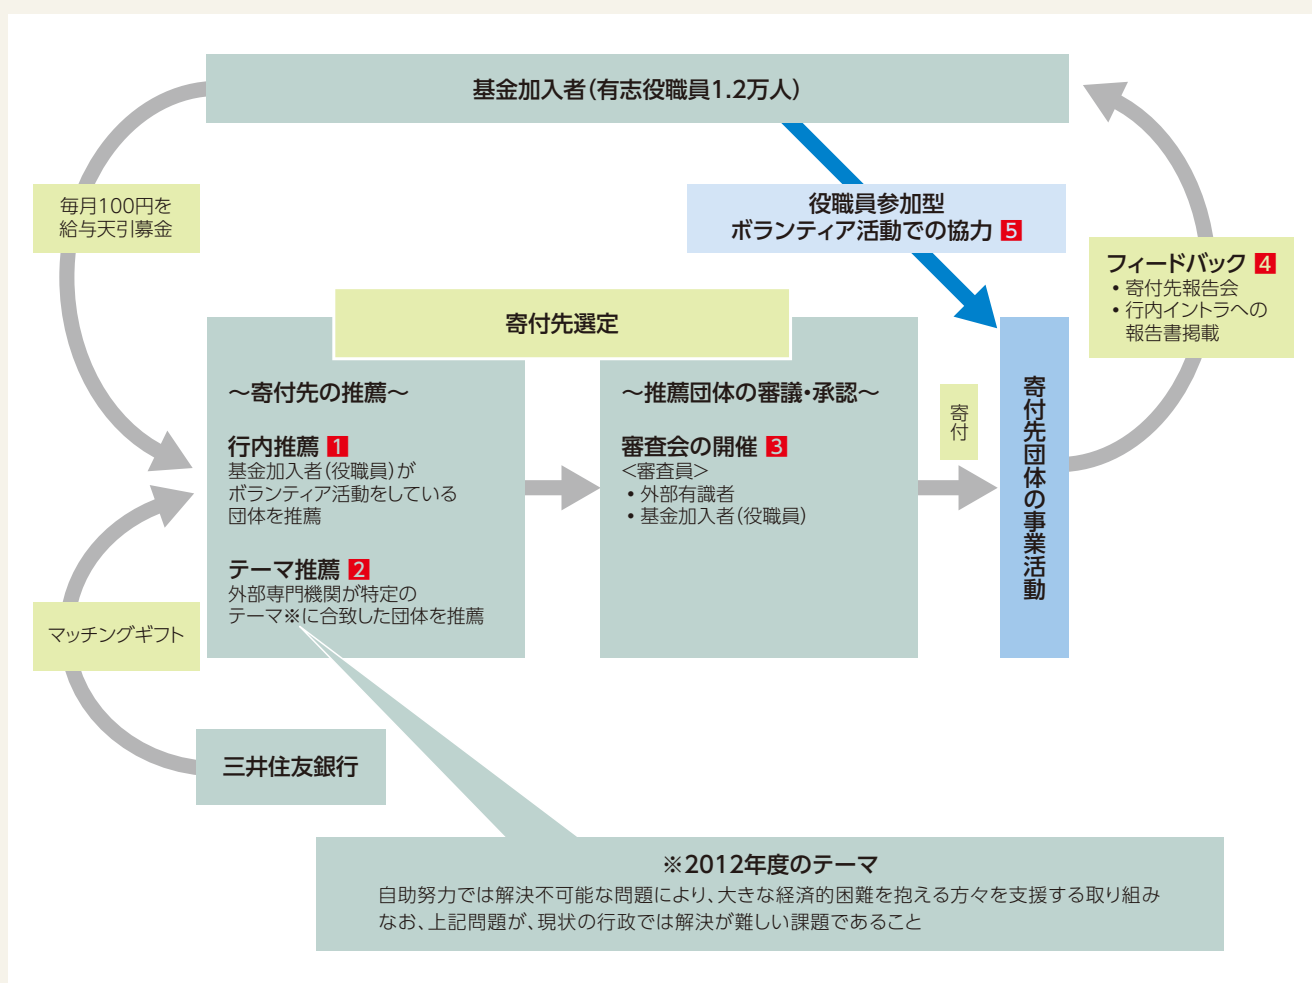 基金加入者(有志役職員1.2万人)
毎月100円を
給与天引募金
役職員参加型
ボランティア活動での協力 5
フィードバック 4
・寄付先報告会
・行内イントラへの
報告書掲載
寄付先選定
～寄付先の推薦～
行内推薦 1
基金加入者(役職員)が
ボランティア活動をしている
団体を推薦
テーマ推薦 2
外部専門機関が特定の
テーマ※に合致した団体を推薦
～推薦団体の審議・承認～
審査会の開催 3
＜審査員＞
・外部有識者
・基金加入者(役職員)
寄付
寄付先団体の事業活動
マッチングギフト
三井住友銀行
※2012年度のテーマ
自助努力では解決不可能な問題により、大きな経済的困難を抱える方々を支援する取り組み
なお、上記問題が、現状の行政では解決が難しい課題であること